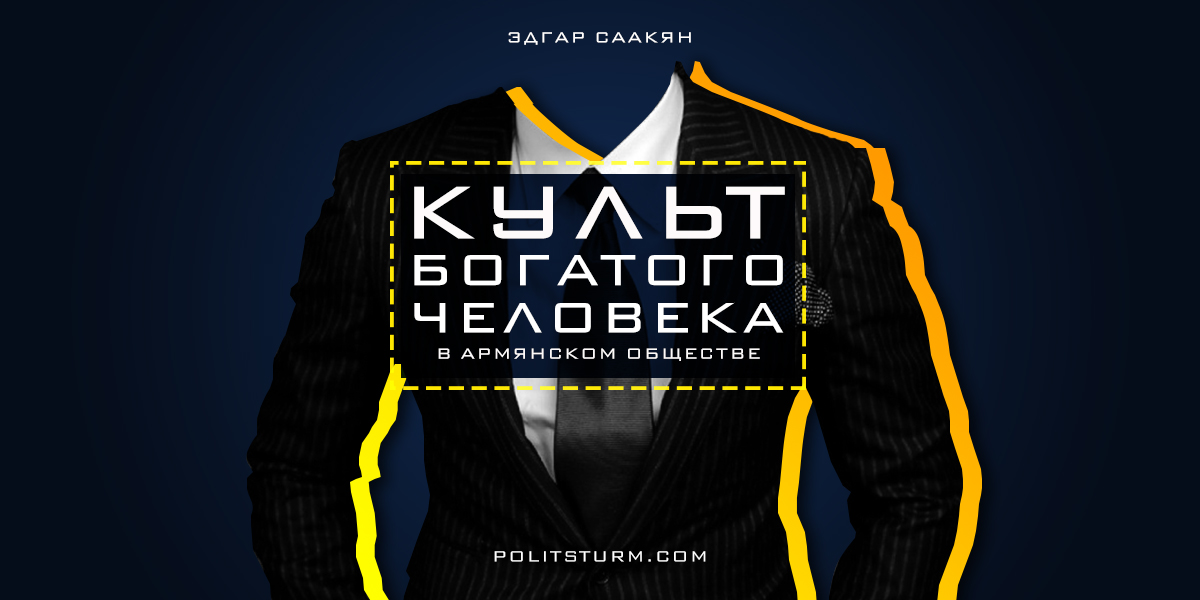 ЭДГАР СААКЯН
КУЛЬТ
БОГАТОГО
ЧЕЛОВЕКА
В АРМЯНСКОМ ОБЩЕСТВЕ
POLITSTURM.COM